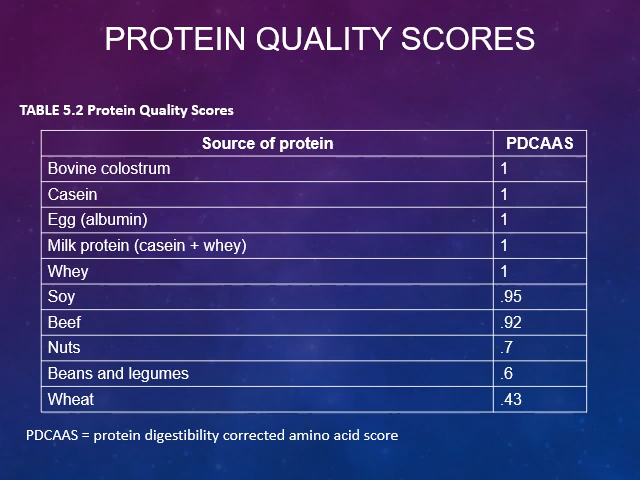 PROTEIN QUALITY SCORES
TABLE 5.2 Protein Quality Scores
Source of protein PDCAAS
Bovine colostrum 1
Casein 1
Egg (albumin) 1
Milk protein (casein + whey) 1
Whey 1
Soy .95
Beef .92
Nuts .7
Beans and legumes .6
Wheat .43
PDCAAS = protein digestibility corrected amino acid score